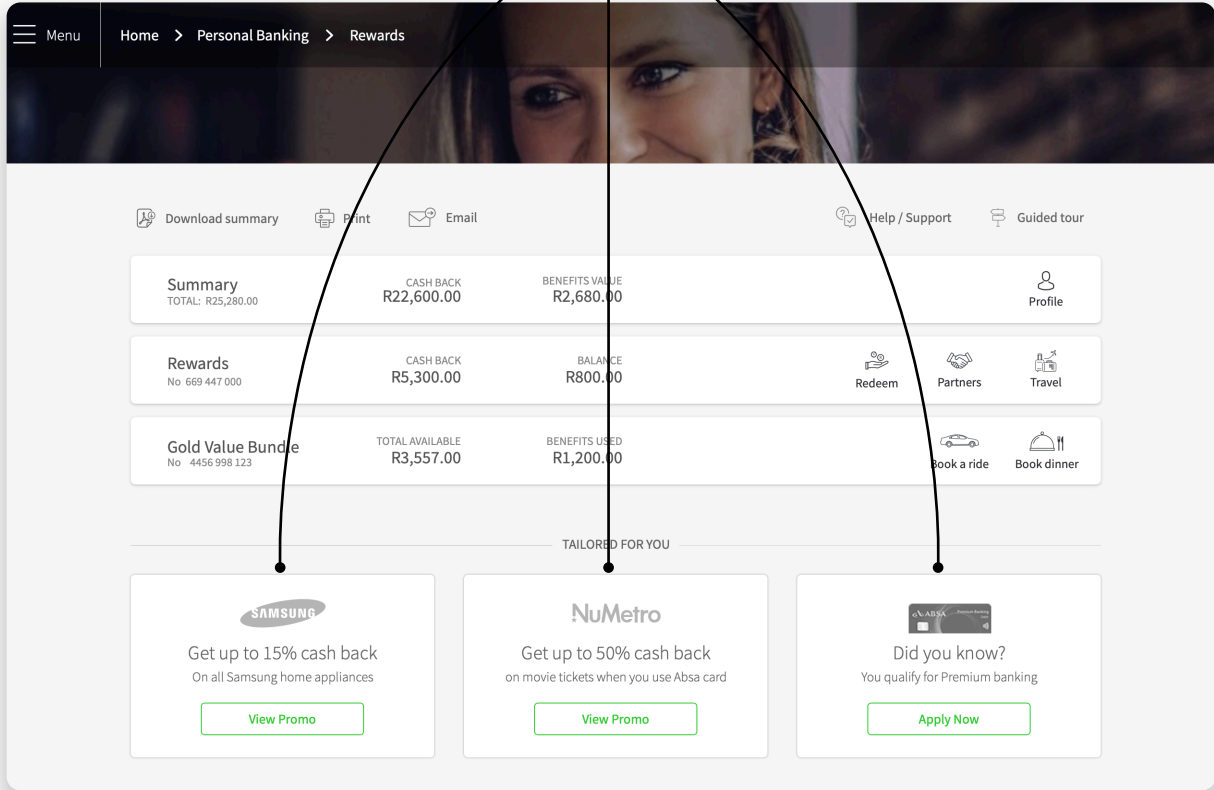 Menu
Home > Personal Banking > Rewards
Download summary
Print
Email
Help / Support
Guided tour
Summary
TOTAL: R25,280.00
CASH BACK
R22,600.00
BENEFITS VALUE
R2,680.00
Profile
Rewards
No 669 447 000
CASH BACK
R5,300.00
BALANCE
R800.00
Redeem
Partners
Travel
Gold Value Bundle
No 4456 998 123
TOTAL AVAILABLE
R3,557.00
BENEFITS USED
R1,200.00
Book a ride
Book dinner
TAILORED FOR YOU
SAMSUNG
Get up to 15% cash back
On all Samsung home appliances
View Promo
NuMetro
Get up to 50% cash back
on movie tickets when you use Absa card
View Promo
ABSA
Premium Banking
Did you know?
You qualify for Premium banking
Apply Now